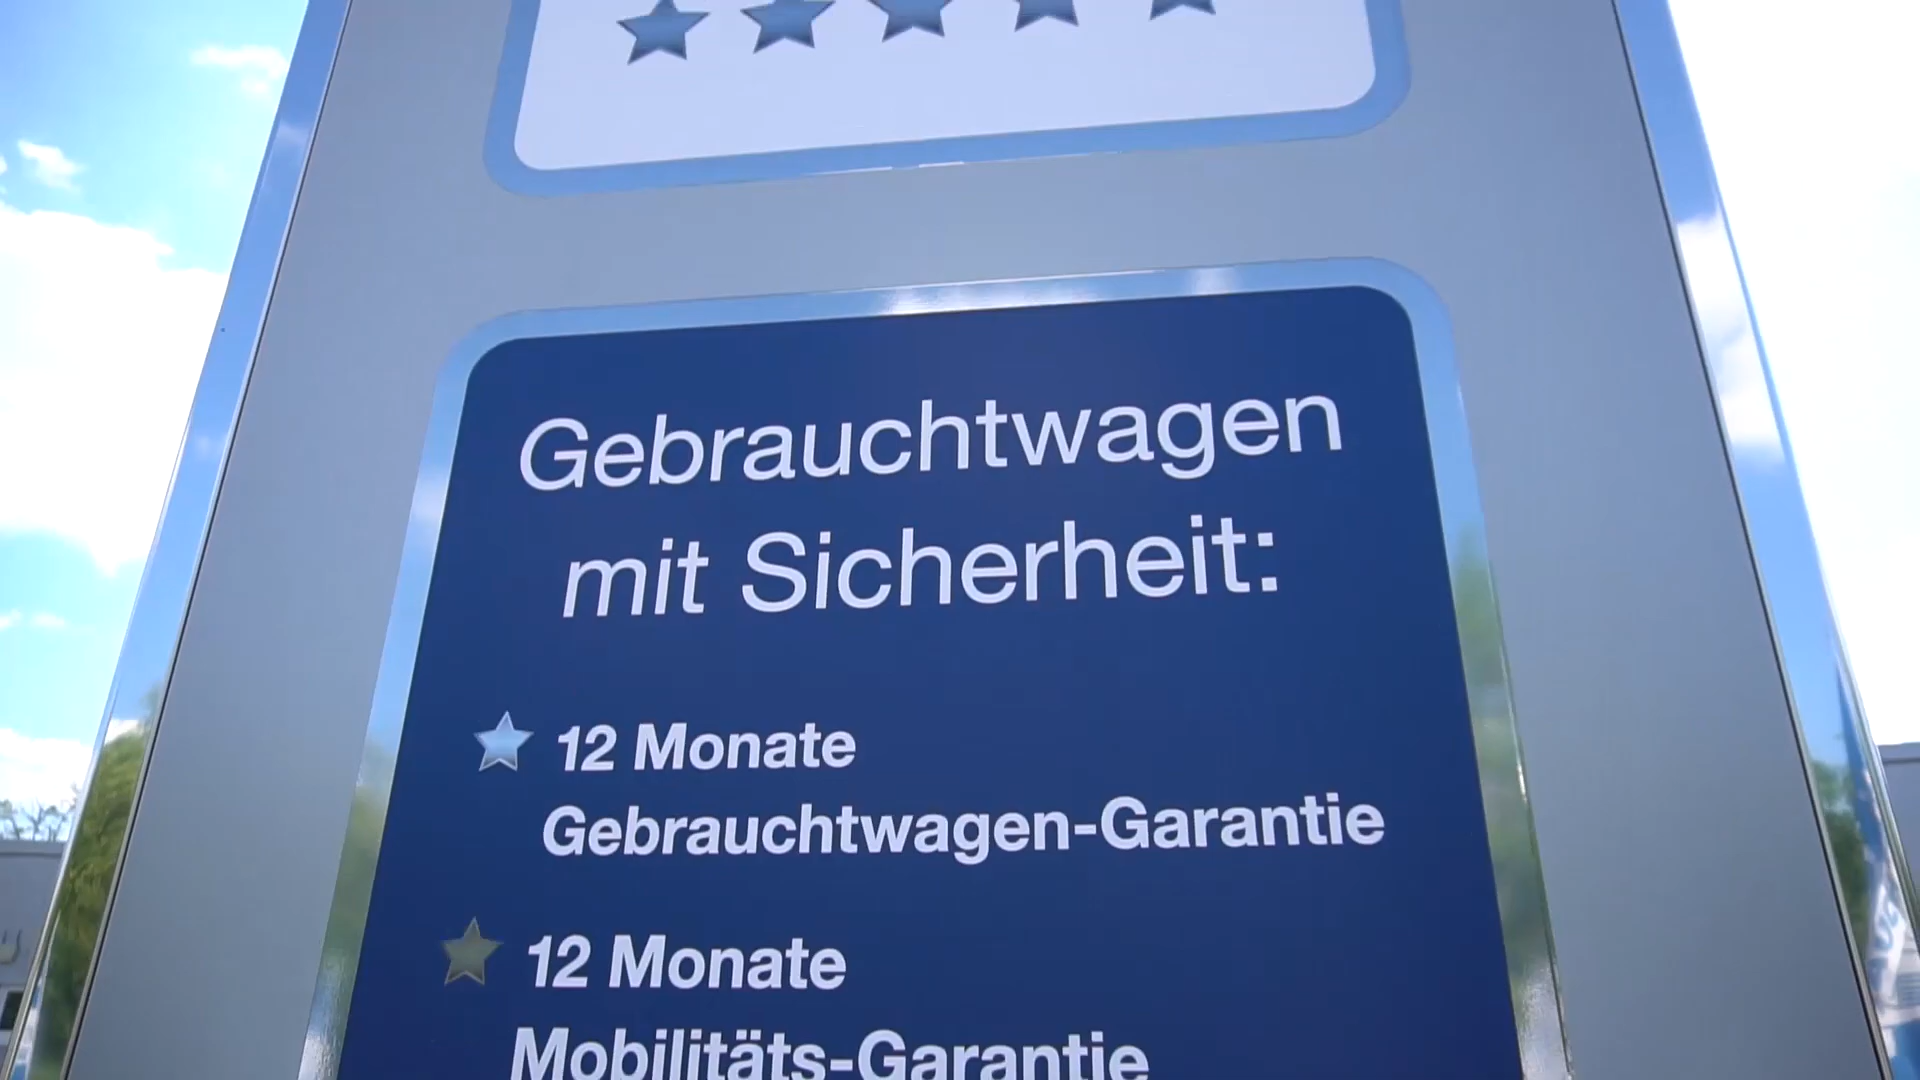 Gebrauchtwagen
mit Sicherheit:
12 Monate
Gebrauchtwagen-Garantie
12 Monate
Mobilitäts-Garantie